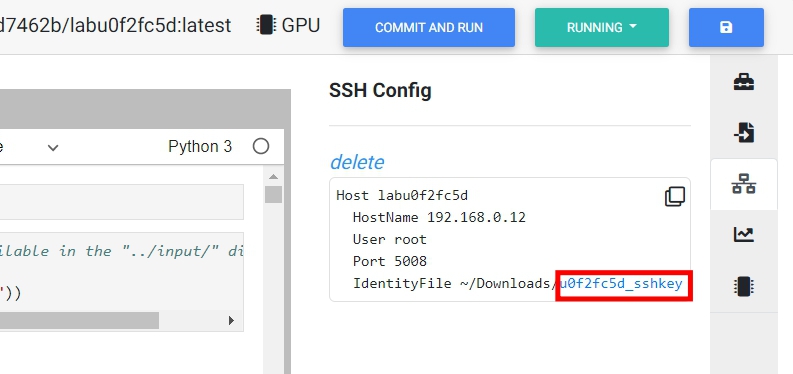 d7462b/labu0f2fc5d:latest GPU COMMIT AND RUN RUNNING
SSH Config
Python 3
delete
Host labu0f2fc5d
HostName 192.168.0.12
User root
ilable in the "../input/" di
Port 5008
"))
IdentityFile ~/Downloads/u0f2fc5d_sshkey